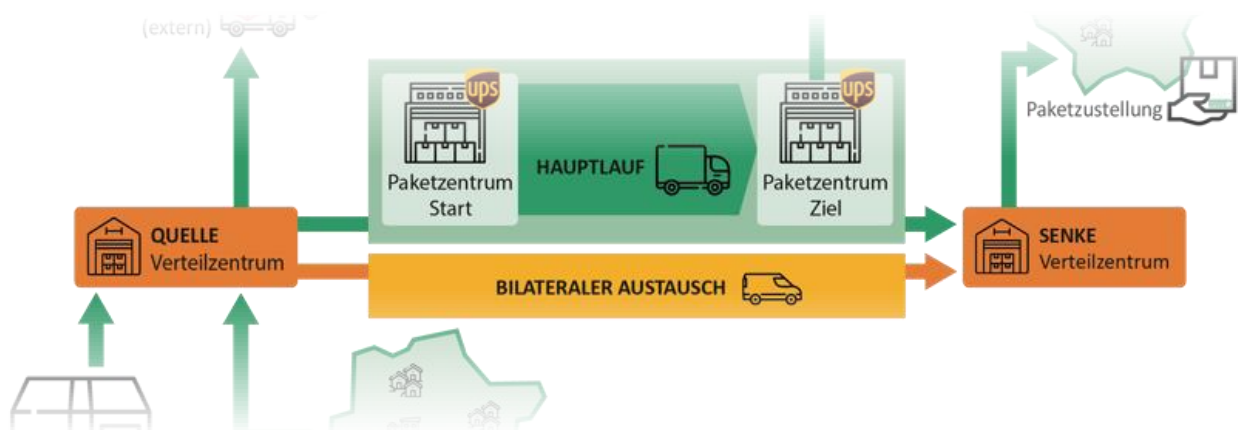 (extern)
ups
ups
Paketzustellung
HAUPTLAUF
Paketzentrum
Start
Paketzentrum
Ziel
QUELLE
Verteilzentrum
SENKE
Verteilzentrum
BILATERALER AUSTAUSCH